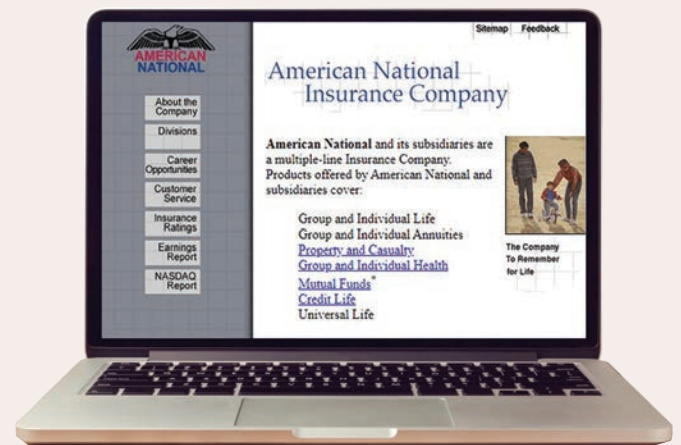 Sitemap Feedback
AMERICAN
NATIONAL
About the
Company
Divisions
Career
Opportunities
Customer
Service
Insurance
Ratings
Earnings
Report
NASDAQ
Report
American National
Insurance Company
American National and its subsidiaries are
a multiple-line Insurance Company.
Products offered by American National and
subsidiaries cover:
Group and Individual Life
Group and Individual Annuities
Property and Casualty
Group and Individual Health
Mutual Funds*
Credit Life
Universal Life
The Company
To Remember
for Life